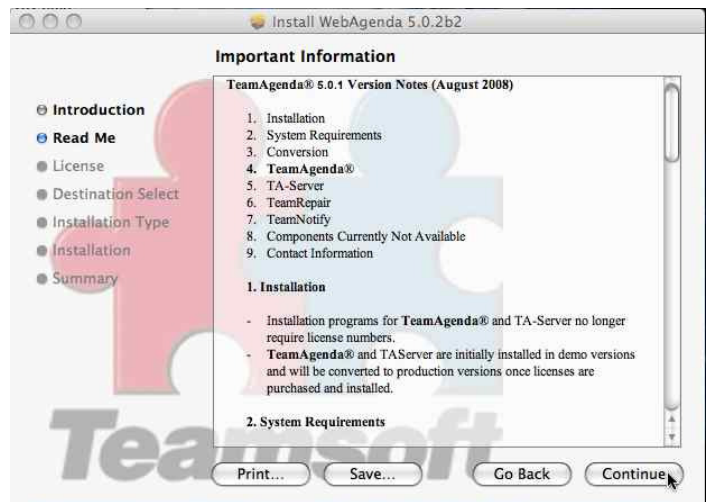 Install WebAgenda 5.0.2b2
Important Information
Introduction
Read Me
License
Destination Select
Installation Type
Installation
Summary
TeamAgenda® 5.0.1 Version Notes (August 2008)
1. Installation
2. System Requirements
3. Conversion
4. TeamAgenda®
5. TA-Server
6. TeamRepair
7. TeamNotify
8. Components Currently Not Available
9. Contact Information
1. Installation
- Installation programs for TeamAgenda® and TA-Server no longer
require license numbers.
- TeamAgenda® and TAServer are initially installed in demo versions
and will be converted to production versions once licenses are
purchased and installed.
2. System Requirements
Teamsoft
Print...
Save...
Go Back
Continue